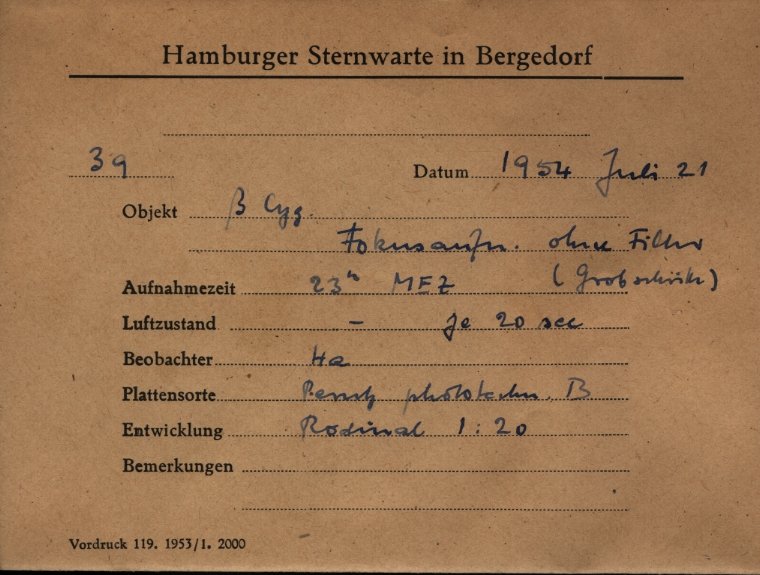 Hamburger Sternwarte in Bergedorf
39 Datum 1954 Juli 21
Objekt β Cyg.
Fokusaufn. ohne Filter
Aufnahmezeit 23ʰ MEZ (Grobschicht)
Luftzustand – je 20 sec
Beobachter Ha
Plattensorte Perutz phototechn. B
Entwicklung Rodinal 1:20
Bemerkungen
Vordruck 119. 1953/1. 2000